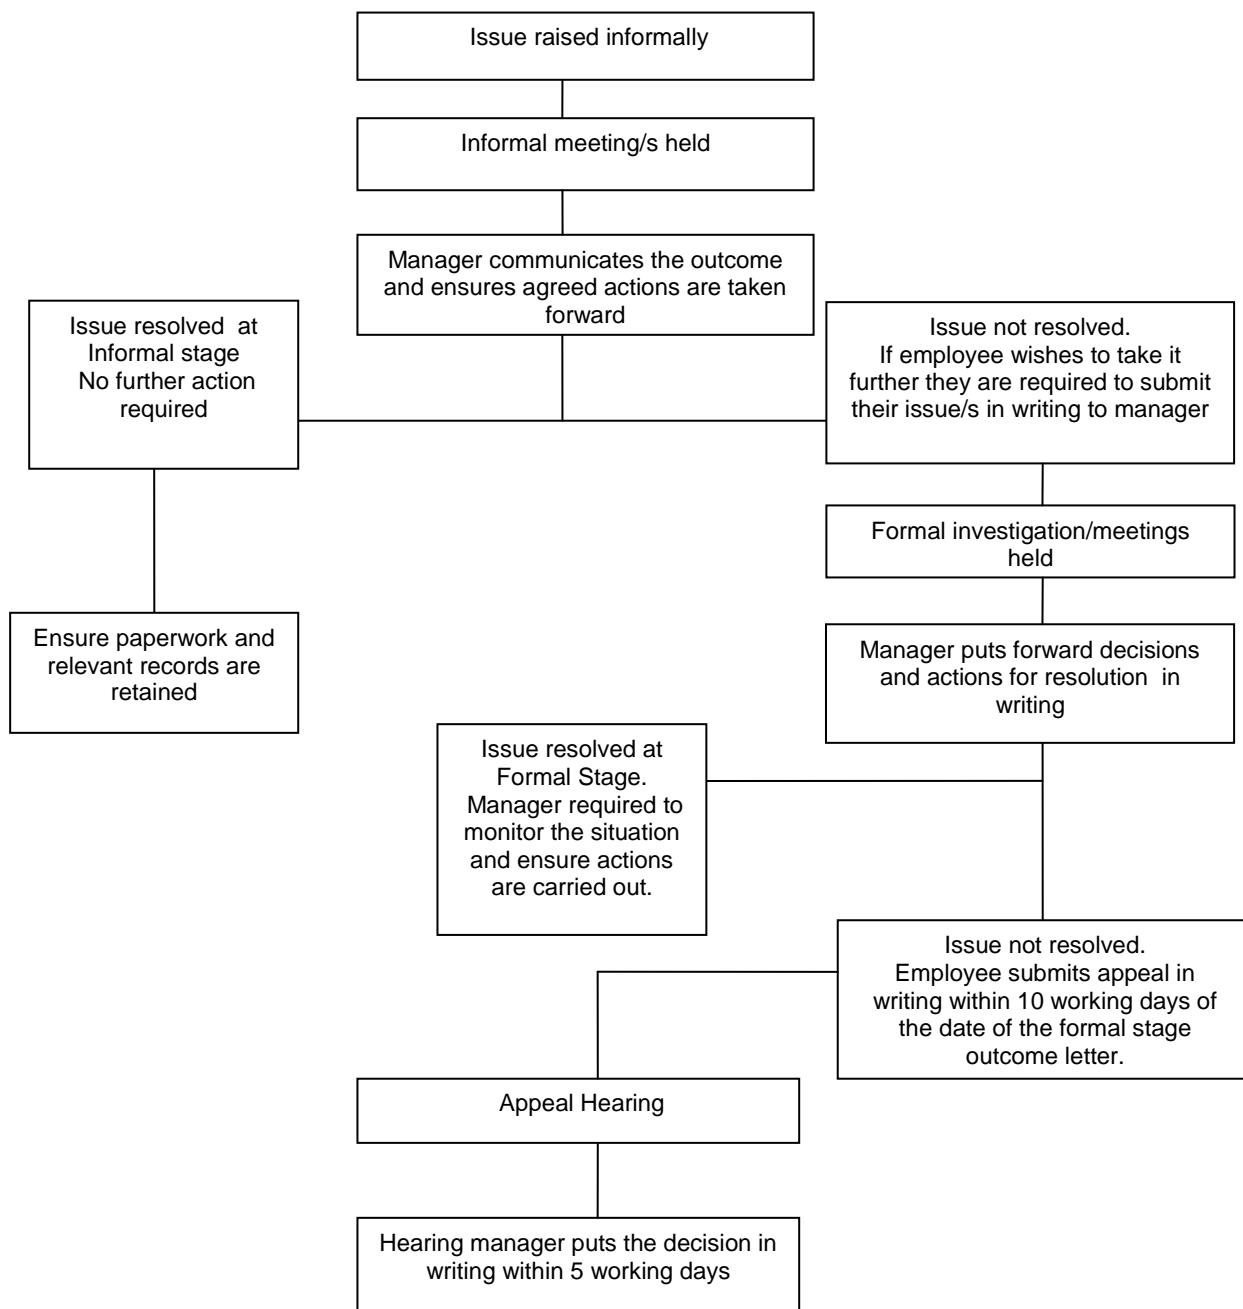 Issue raised informally
Informal meeting/s held
Manager communicates the outcome
and ensures agreed actions are taken
forward
Issue resolved at
Informal stage
No further action
required
Issue not resolved.
If employee wishes to take it
further they are required to submit
their issue/s in writing to manager
Formal investigation/meetings
held
Ensure paperwork and
relevant records are
retained
Manager puts forward decisions
and actions for resolution in
writing
Issue resolved at
Formal Stage.
Manager required to
monitor the situation
and ensure actions
are carried out.
Issue not resolved.
Employee submits appeal in
writing within 10 working days of
the date of the formal stage
outcome letter.
Appeal Hearing
Hearing manager puts the decision in
writing within 5 working days